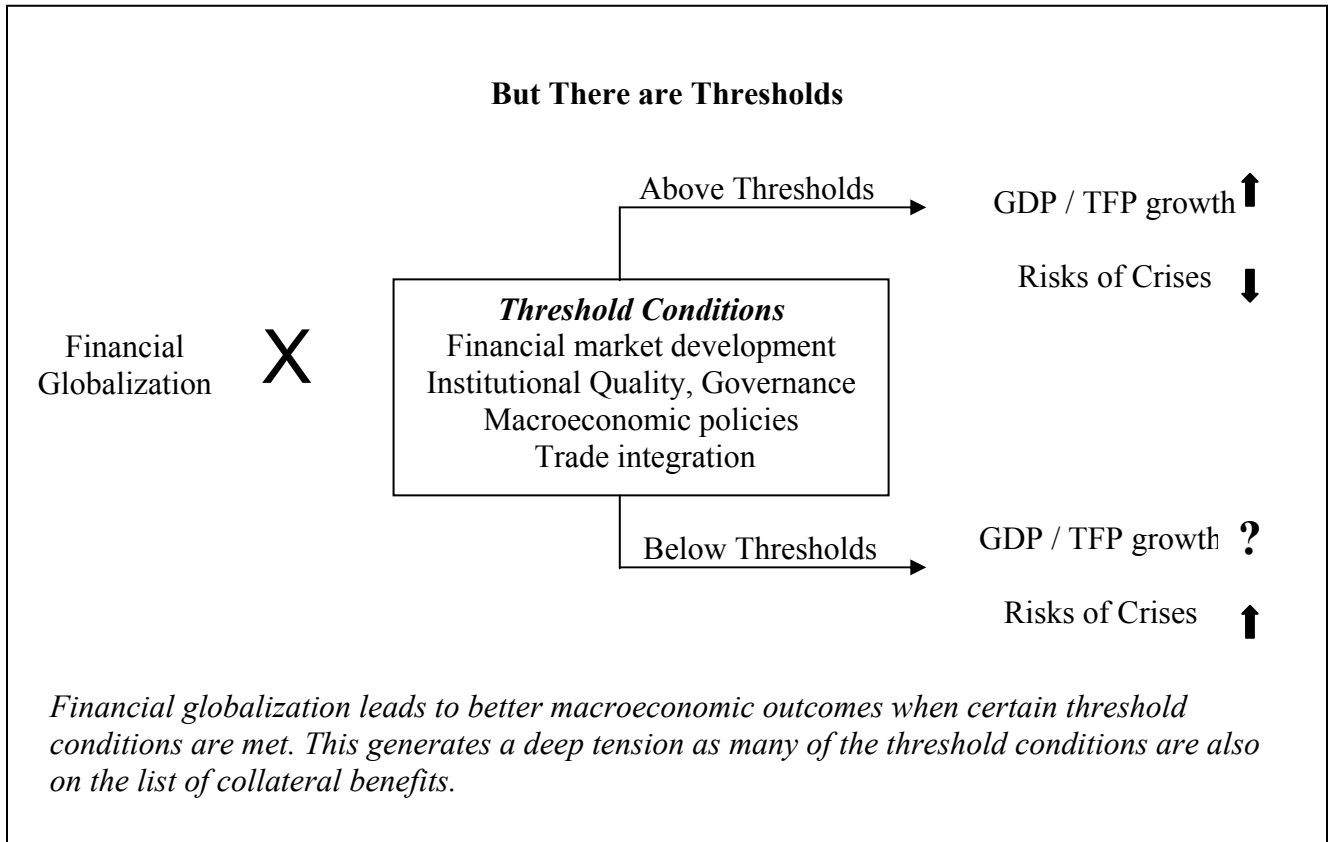 But There are Thresholds
Above Thresholds
GDP / TFP growth
Risks of Crises
Financial
Globalization
X
Threshold Conditions
Financial market development
Institutional Quality, Governance
Macroeconomic policies
Trade integration
Below Thresholds
GDP / TFP growth ?
Risks of Crises
Financial globalization leads to better macroeconomic outcomes when certain threshold
conditions are met. This generates a deep tension as many of the threshold conditions are also
on the list of collateral benefits.